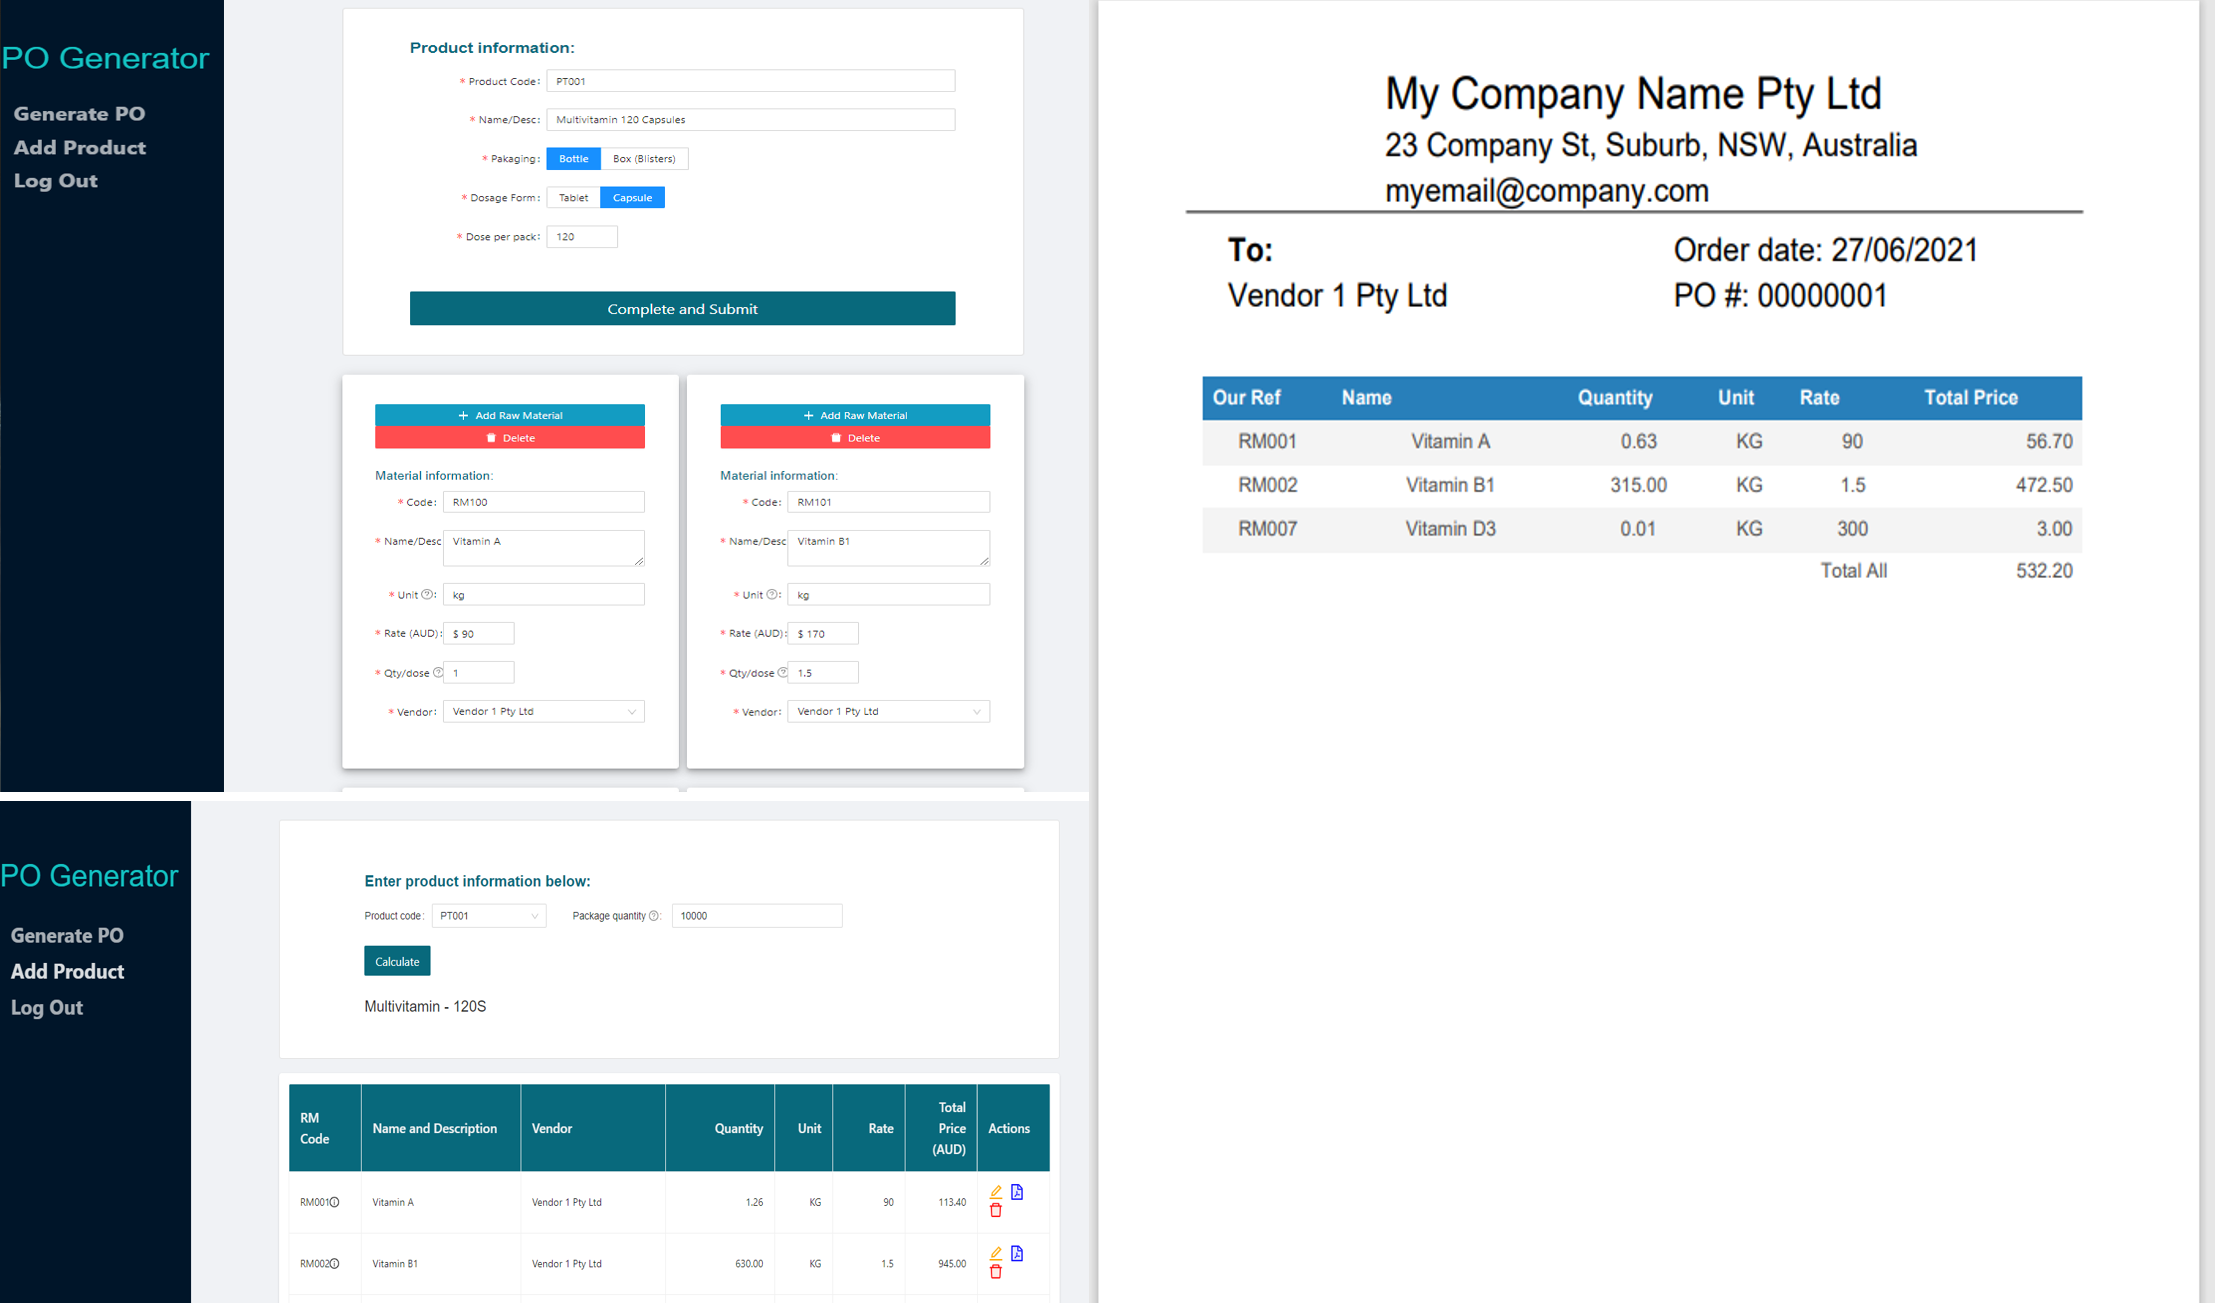 PO Generator
Generate PO
Add Product
Log Out
Product information:
* Product Code: PT001
* Name/Desc: Multivitamin 120 Capsules
* Pakaging: Bottle Box (Blisters)
* Dosage Form: Tablet Capsule
* Dose per pack: 120
Complete and Submit
+ Add Raw Material
Delete
Material information:
* Code: RM100
* Name/Desc Vitamin A
* Unit ?: kg
* Rate (AUD): $ 90
* Qty/dose ? 1
* Vendor: Vendor 1 Pty Ltd
+ Add Raw Material
Delete
Material information:
* Code: RM101
* Name/Desc Vitamin B1
* Unit ?: kg
* Rate (AUD): $ 170
* Qty/dose ? 1.5
* Vendor: Vendor 1 Pty Ltd
PO Generator
Generate PO
Add Product
Log Out
Enter product information below:
Product code: PT001 Package quantity ?: 10000
Calculate
Multivitamin - 120S
RM Code Name and Description Vendor Quantity Unit Rate Total Price (AUD) Actions
RM001 Vitamin A Vendor 1 Pty Ltd 1.26 KG 90 113.40
RM002 Vitamin B1 Vendor 1 Pty Ltd 630.00 KG 1.5 945.00
My Company Name Pty Ltd
23 Company St, Suburb, NSW, Australia
myemail@company.com
To: Order date: 27/06/2021
Vendor 1 Pty Ltd PO #: 00000001
Our Ref Name Quantity Unit Rate Total Price
RM001 Vitamin A 0.63 KG 90 56.70
RM002 Vitamin B1 315.00 KG 1.5 472.50
RM007 Vitamin D3 0.01 KG 300 3.00
Total All 532.20